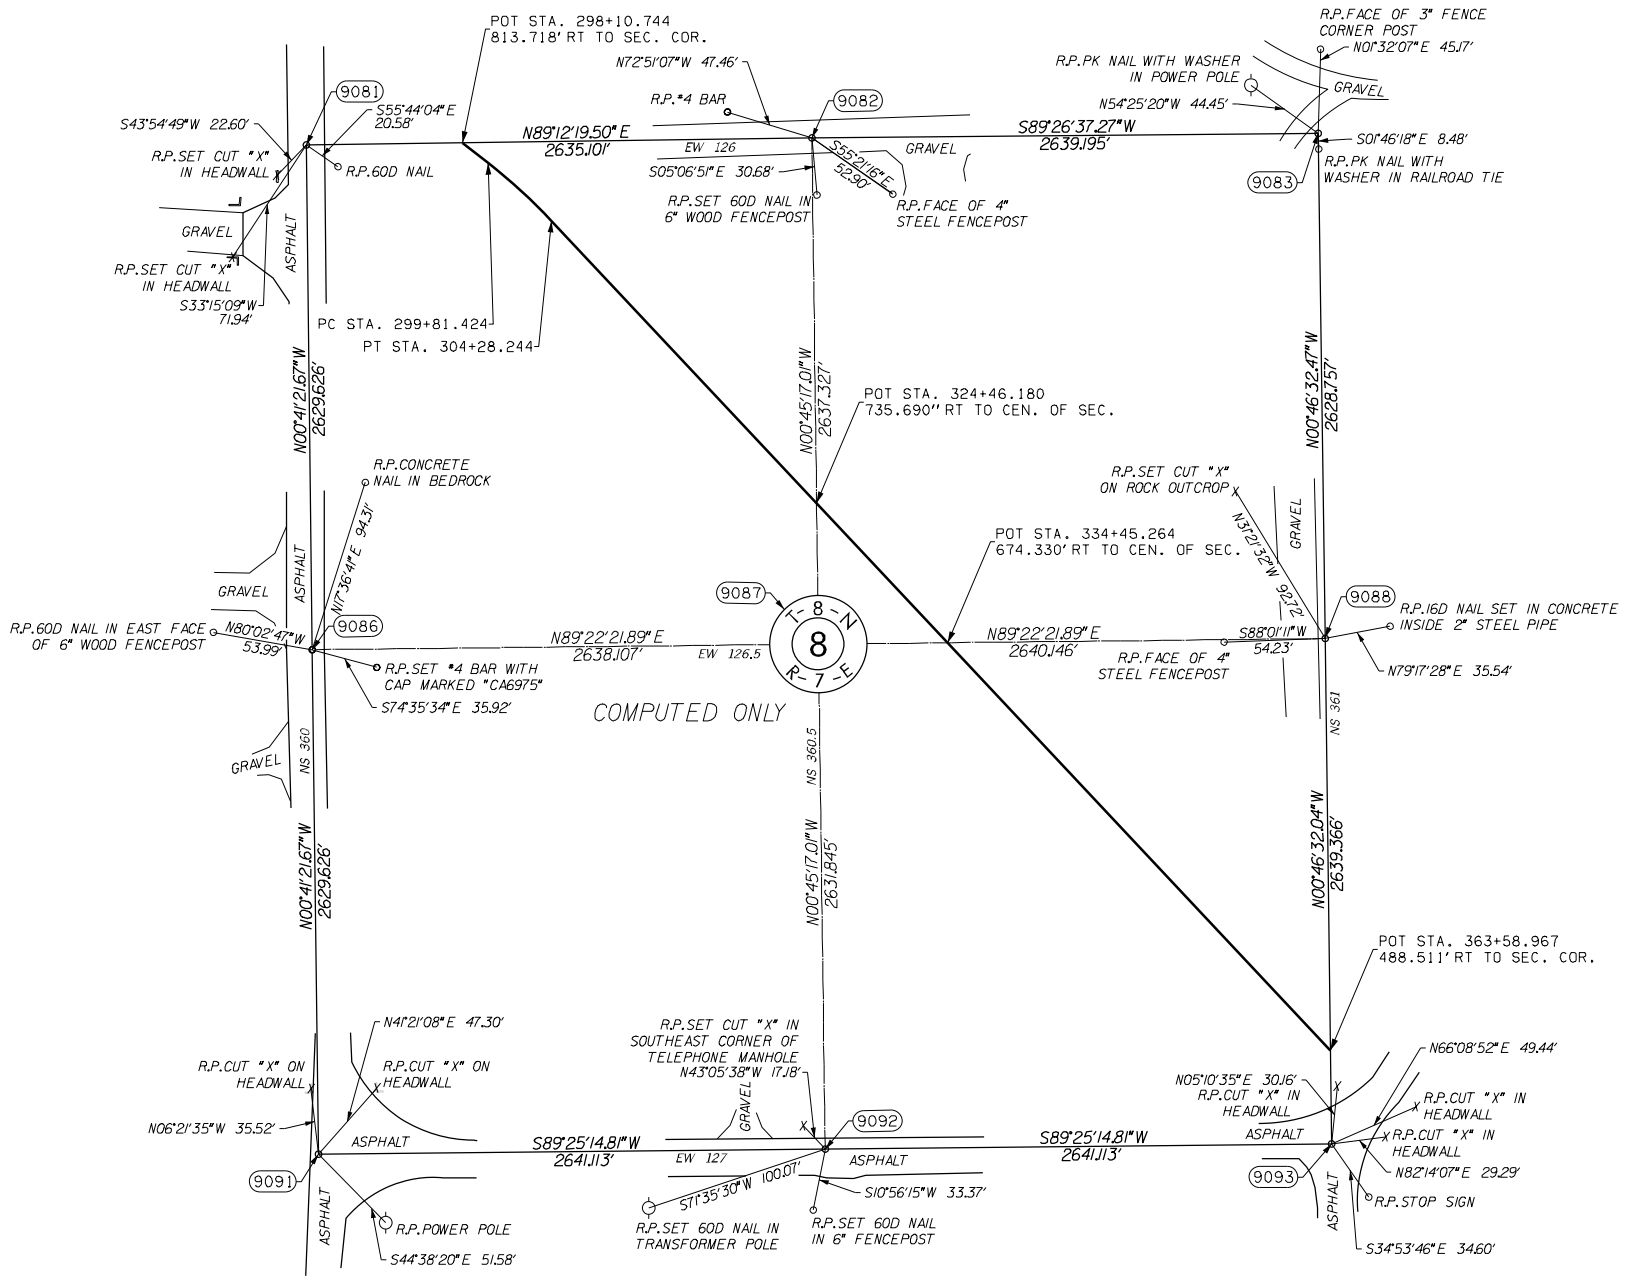 POT STA. 298+10.744
813.718' RT TO SEC. COR.
R.P. FACE OF 3" FENCE
CORNER POST
N01°32'07"E 45.17'
N72°51'07"W 47.46'
R.P. PK NAIL WITH WASHER
IN POWER POLE
GRAVEL
N54°25'20"W 44.45'
9081
S55°44'04"E
20.58'
R.P. #4 BAR
9082
S43°54'49"W 22.60'
R.P. SET CUT "X"
IN HEADWALL
R.P. 60D NAIL
N89°12'19.50"E
2635.101'
EW 126
S89°26'37.27"W
2639.195'
GRAVEL
S01°46'18"E 8.48'
R.P. PK NAIL WITH
WASHER IN RAILROAD TIE
9083
S05°06'51"E 30.68'
S55°21'16"E
52.90'
R.P. SET 60D NAIL IN
6" WOOD FENCEPOST
R.P. FACE OF 4"
STEEL FENCEPOST
GRAVEL
ASPHALT
R.P. SET CUT "X"
IN HEADWALL
S33°15'09"W
71.94'
PC STA. 299+81.424
PT STA. 304+28.244
N00°41'21.67"W
2629.626'
N00°45'17.01"W
2637.327'
N00°46'32.47"W
2628.757'
POT STA. 324+46.180
735.690'' RT TO CEN. OF SEC.
R.P. CONCRETE
NAIL IN BEDROCK
R.P. SET CUT "X"
ON ROCK OUTCROP
N17°36'41"E 94.31'
N31°21'32"W 92.72'
GRAVEL
POT STA. 334+45.264
674.330' RT TO CEN. OF SEC.
ASPHALT
GRAVEL
9087
9088
R.P. 60D NAIL IN EAST FACE
OF 6" WOOD FENCEPOST
N80°02'47"W
53.99'
9086
N89°22'21.89"E
2638.107'
EW 126.5
T-8-N
8
R-7-E
N89°22'21.89"E
2640.146'
S88°01'11"W
54.23'
R.P. 16D NAIL SET IN CONCRETE
INSIDE 2" STEEL PIPE
N79°17'28"E 35.54'
R.P. SET #4 BAR WITH
CAP MARKED "CA6975"
S74°35'34"E 35.92'
R.P. FACE OF 4"
STEEL FENCEPOST
COMPUTED ONLY
GRAVEL
NS 360
NS 360.5
NS 361
N00°41'21.67"W
2629.626'
N00°45'17.01"W
2631.845'
N00°46'32.04"W
2639.366'
POT STA. 363+58.967
488.511' RT TO SEC. COR.
N41°21'08"E 47.30'
R.P. CUT "X" ON
HEADWALL
R.P. CUT "X" ON
HEADWALL
N06°21'35"W 35.52'
R.P. SET CUT "X" IN
SOUTHEAST CORNER OF
TELEPHONE MANHOLE
N43°05'38"W 17.18'
GRAVEL
N66°08'52"E 49.44'
N05°10'35"E 30.16'
R.P. CUT "X" IN
HEADWALL
R.P. CUT "X" IN
HEADWALL
R.P. CUT "X" IN
HEADWALL
N82°14'07"E 29.29'
ASPHALT
9091
S89°25'14.81"W
2641.113'
EW 127
9092
ASPHALT
S89°25'14.81"W
2641.113'
ASPHALT
9093
ASPHALT
ASPHALT
S71°35'30"W 100.07'
S10°56'15"W 33.37'
R.P. STOP SIGN
R.P. POWER POLE
S44°38'20"E 51.58'
R.P. SET 60D NAIL IN
TRANSFORMER POLE
R.P. SET 60D NAIL
IN 6" FENCEPOST
S34°53'46"E 34.60'